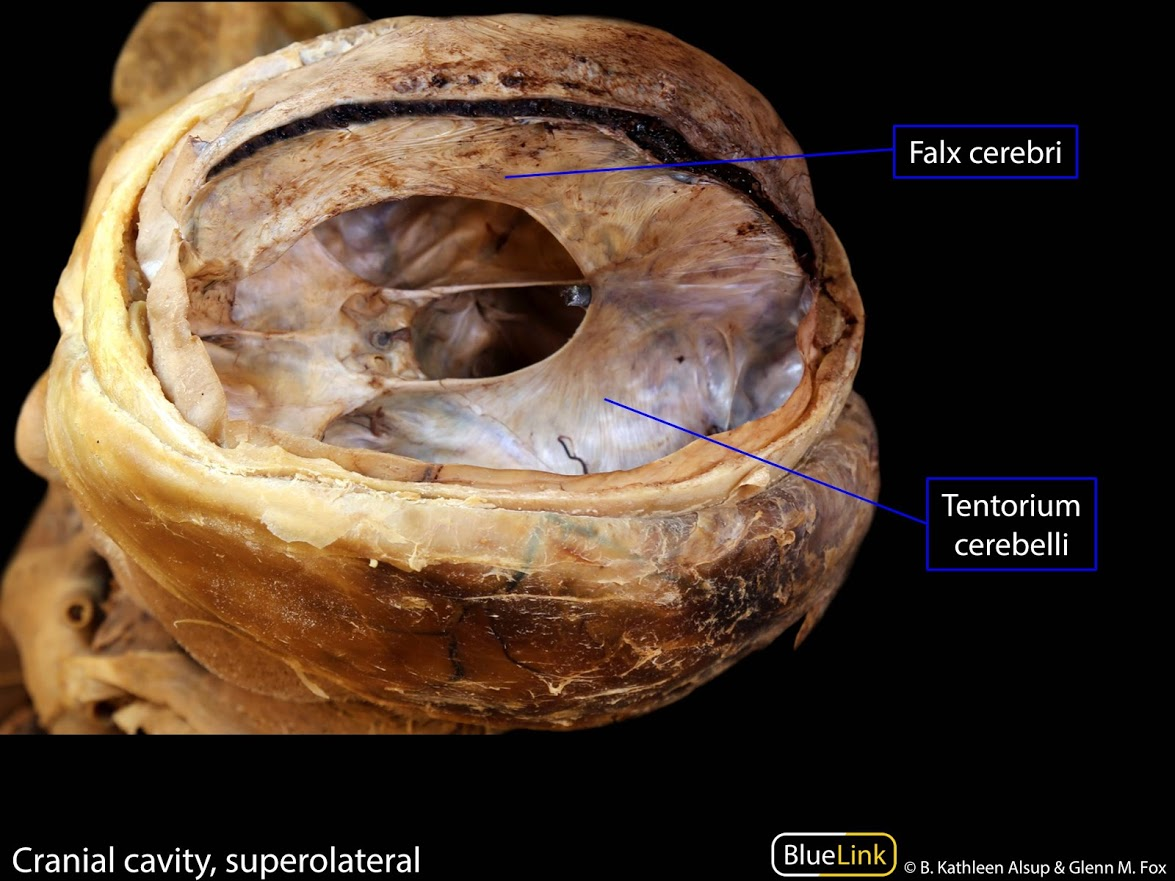 Falx cerebri
Tentorium
cerebelli
Cranial cavity, superolateral
BlueLink
© B. Kathleen Alsup & Glenn M. Fox